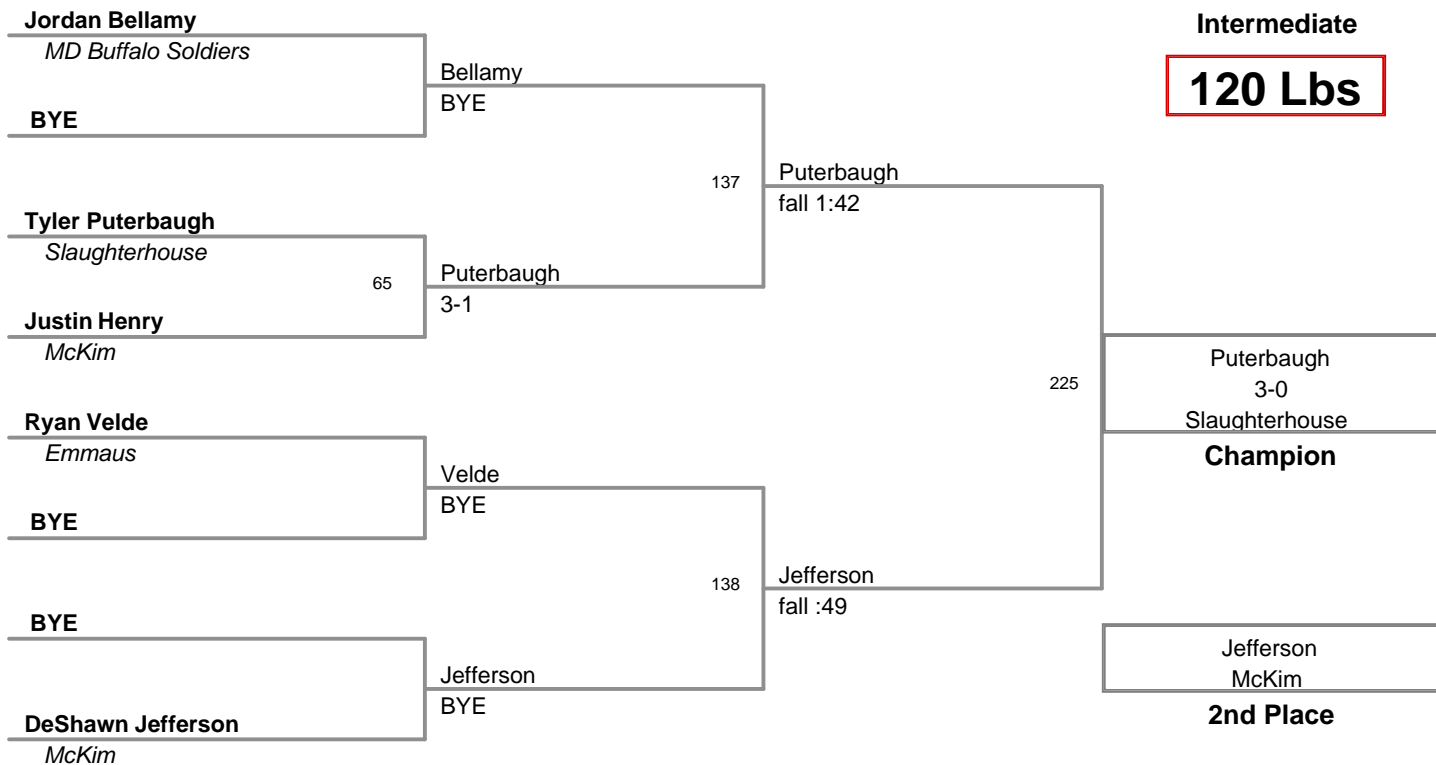 Jordan Bellamy
MD Buffalo Soldiers
BYE
Tyler Puterbaugh
Slaughterhouse
65
Justin Henry
McKim
Ryan Velde
Emmaus
BYE
BYE
DeShawn Jefferson
McKim
Bellamy
BYE
137
Puterbaugh
3-1
Velde
BYE
138
Jefferson
BYE
Puterbaugh
fall 1:42
225
Jefferson
fall :49
Intermediate
120 Lbs
Puterbaugh
3-0
Slaughterhouse
Champion
Jefferson
McKim
2nd Place